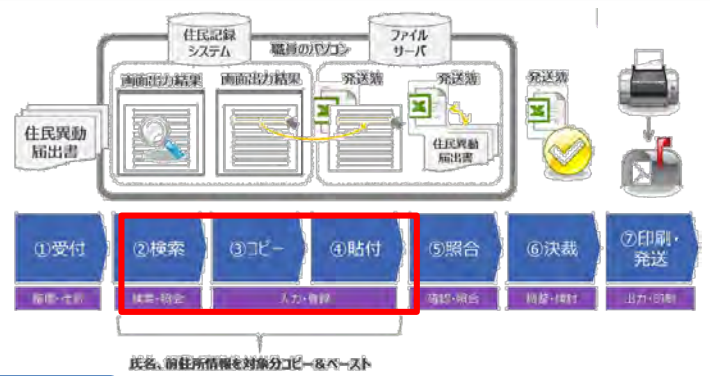 住民記録
システム
職員のパソコン
ファイル
サーバ
画面出力結果
画面出力結果
発送簿
発送簿
発送簿
住民異動
届出書
住民異動
届出書
①受付
②検索
③コピー
④貼付
⑤照合
⑥決裁
⑦印刷・
発送
検索・照会
入力・登録
確認・照合
調整・検討
出力・印刷
氏名、前住所情報を対象分コピー&ペースト